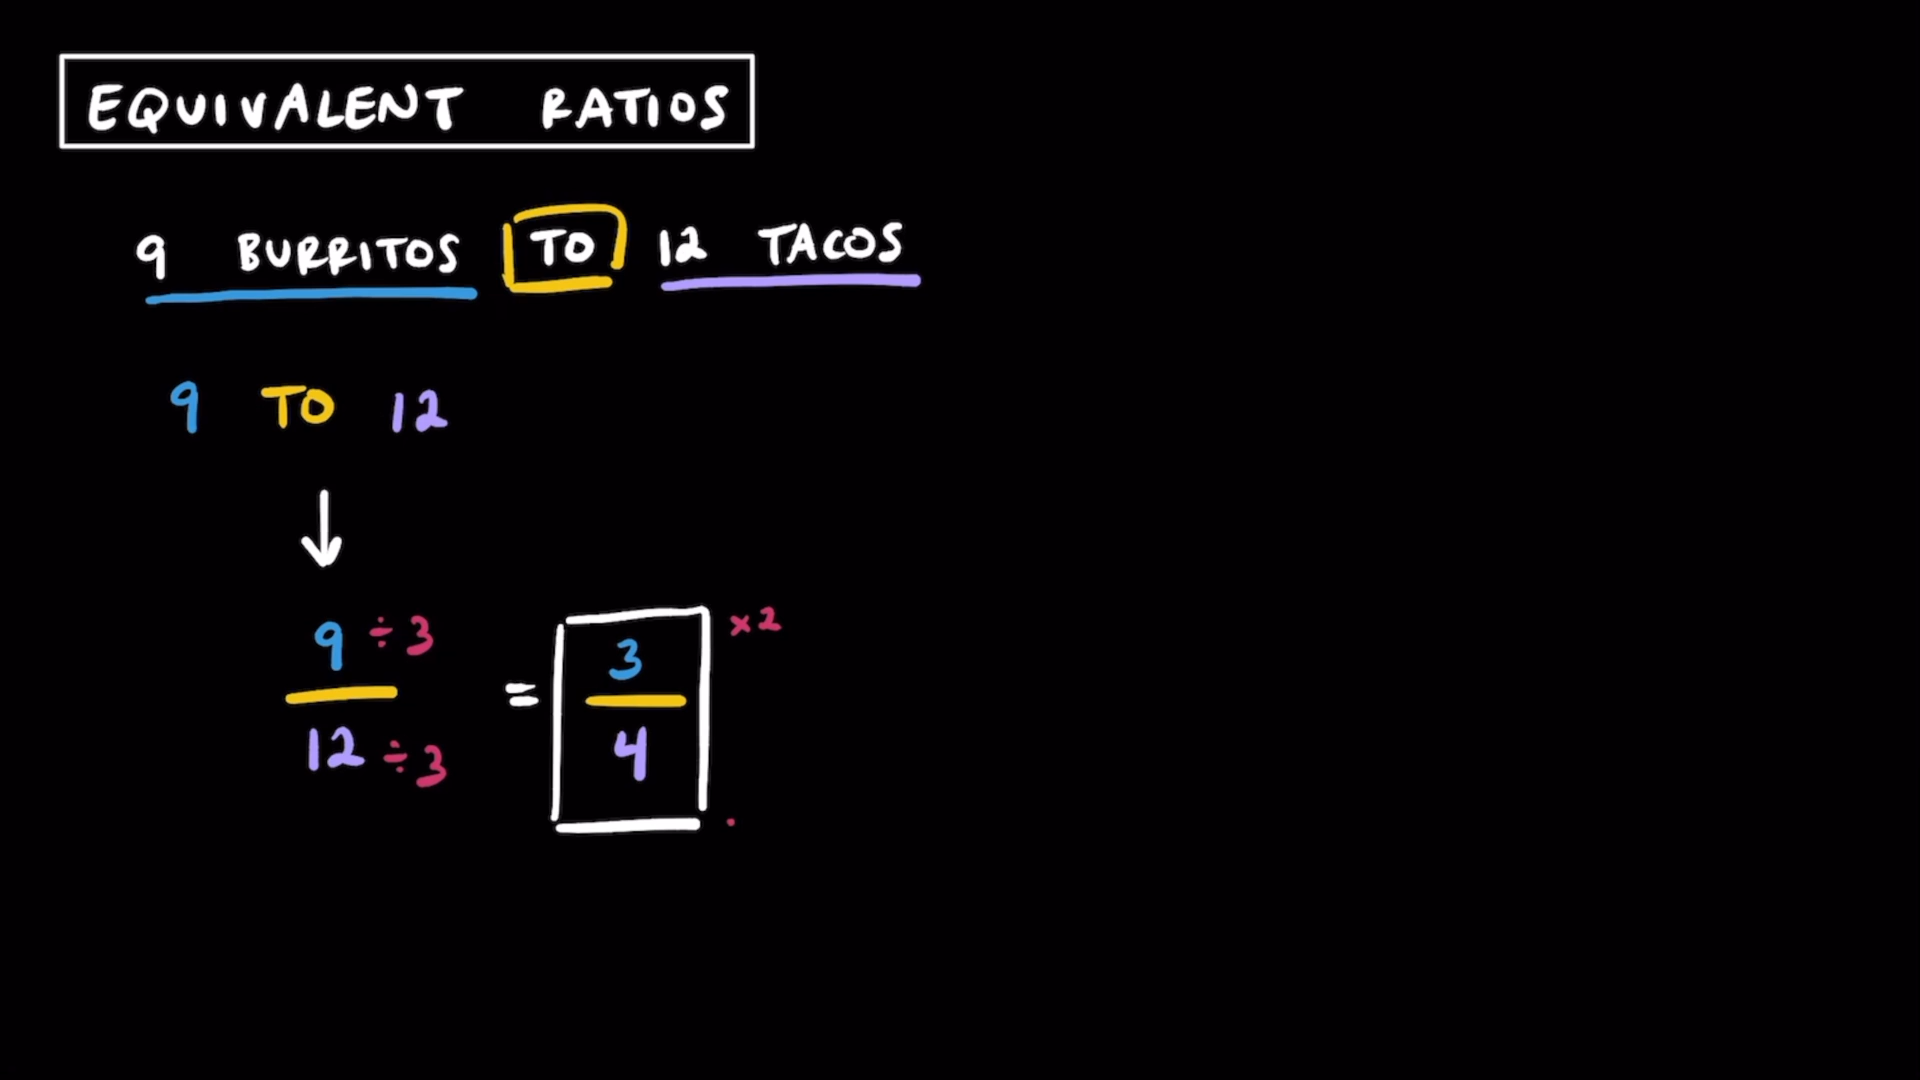 EQUIVALENT RATIOS
9 BURRITOS TO 12 TACOS
9 TO 12
9 ÷ 3
12 ÷ 3
=
3
4
× 2